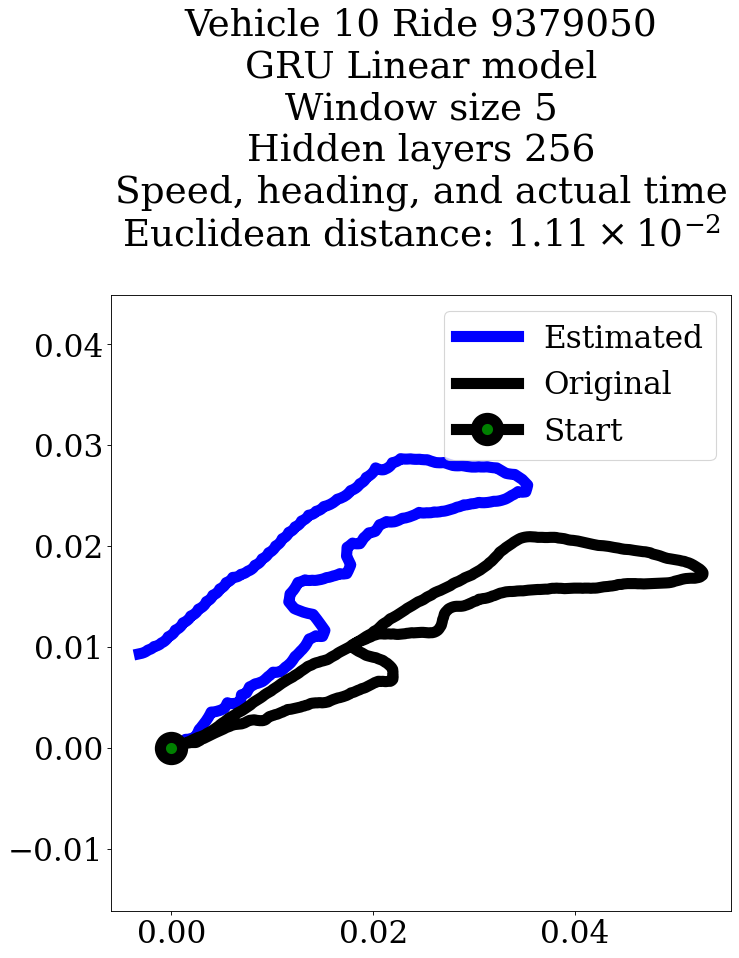 Vehicle 10 Ride 9379050
GRU Linear model
Window size 5
Hidden layers 256
Speed, heading, and actual time
Euclidean distance: 1.11 × 10⁻²
Estimated
Original
Start
0.04
0.03
0.02
0.01
0.00
−0.01
0.00 0.02 0.04